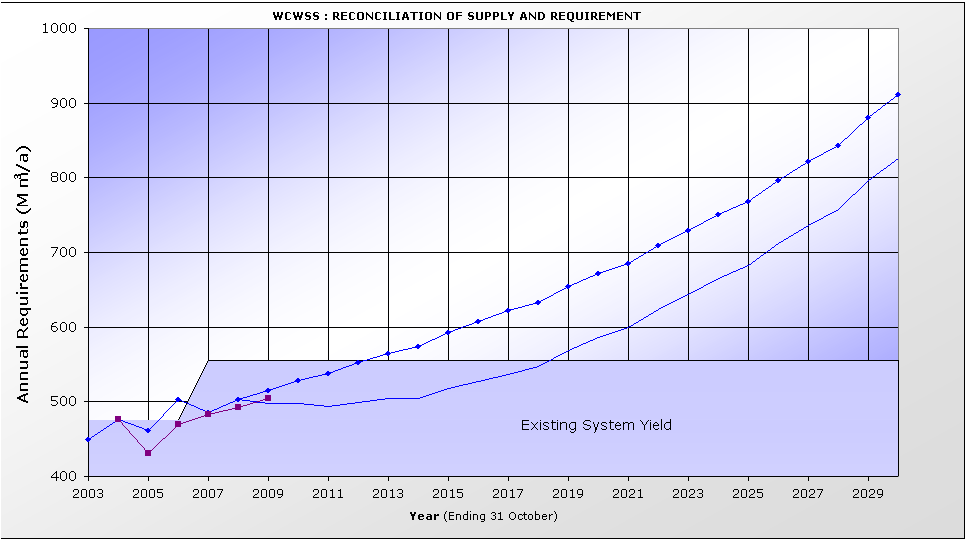 WCWSS : RECONCILIATION OF SUPPLY AND REQUIREMENT
Annual Requirements (M m³/a)
1000
900
800
700
600
500
400
Existing System Yield
2003 2005 2007 2009 2011 2013 2015 2017 2019 2021 2023 2025 2027 2029
Year (Ending 31 October)